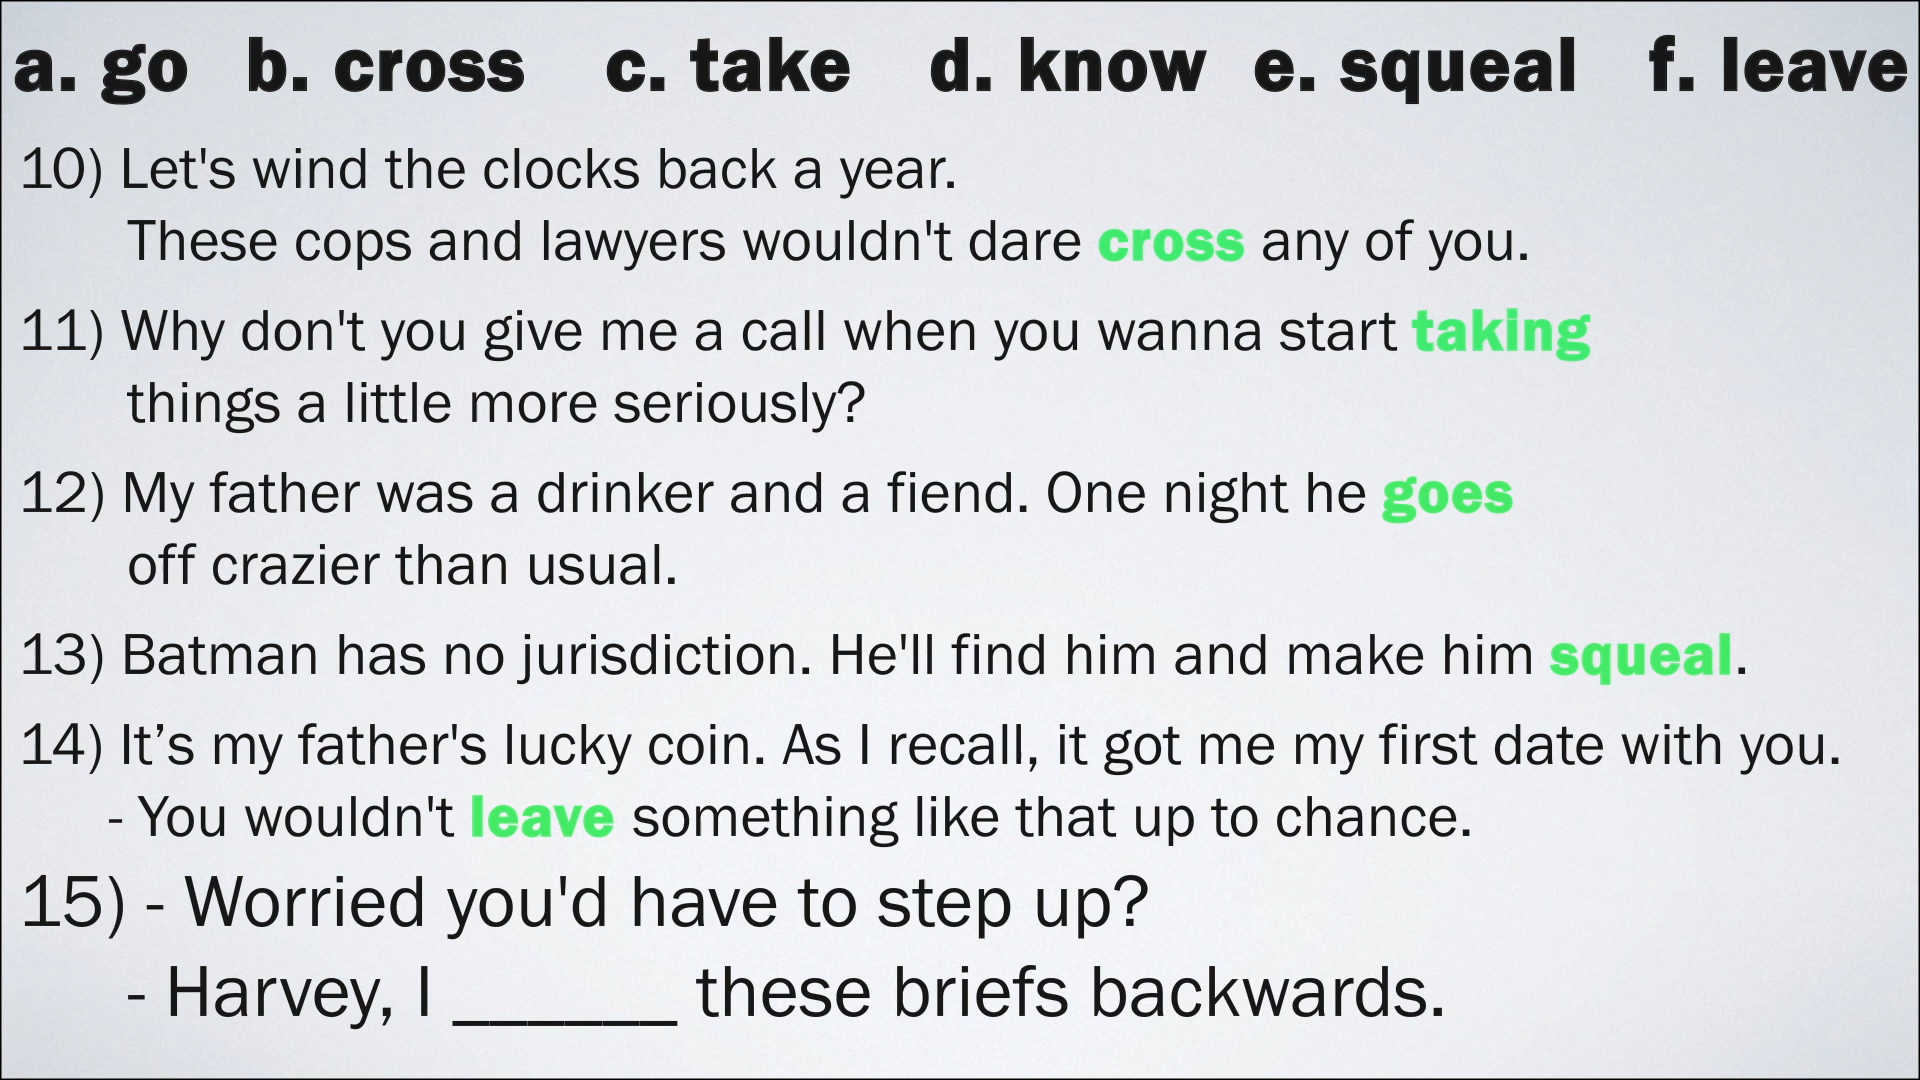 a. go b. cross c. take d. know e. squeal f. leave
10) Let's wind the clocks back a year.
These cops and lawyers wouldn't dare cross any of you.
11) Why don't you give me a call when you wanna start taking
things a little more seriously?
12) My father was a drinker and a fiend. One night he goes
off crazier than usual.
13) Batman has no jurisdiction. He'll find him and make him squeal.
14) It’s my father's lucky coin. As I recall, it got me my first date with you.
- You wouldn't leave something like that up to chance.
15) - Worried you'd have to step up?
- Harvey, I ______ these briefs backwards.